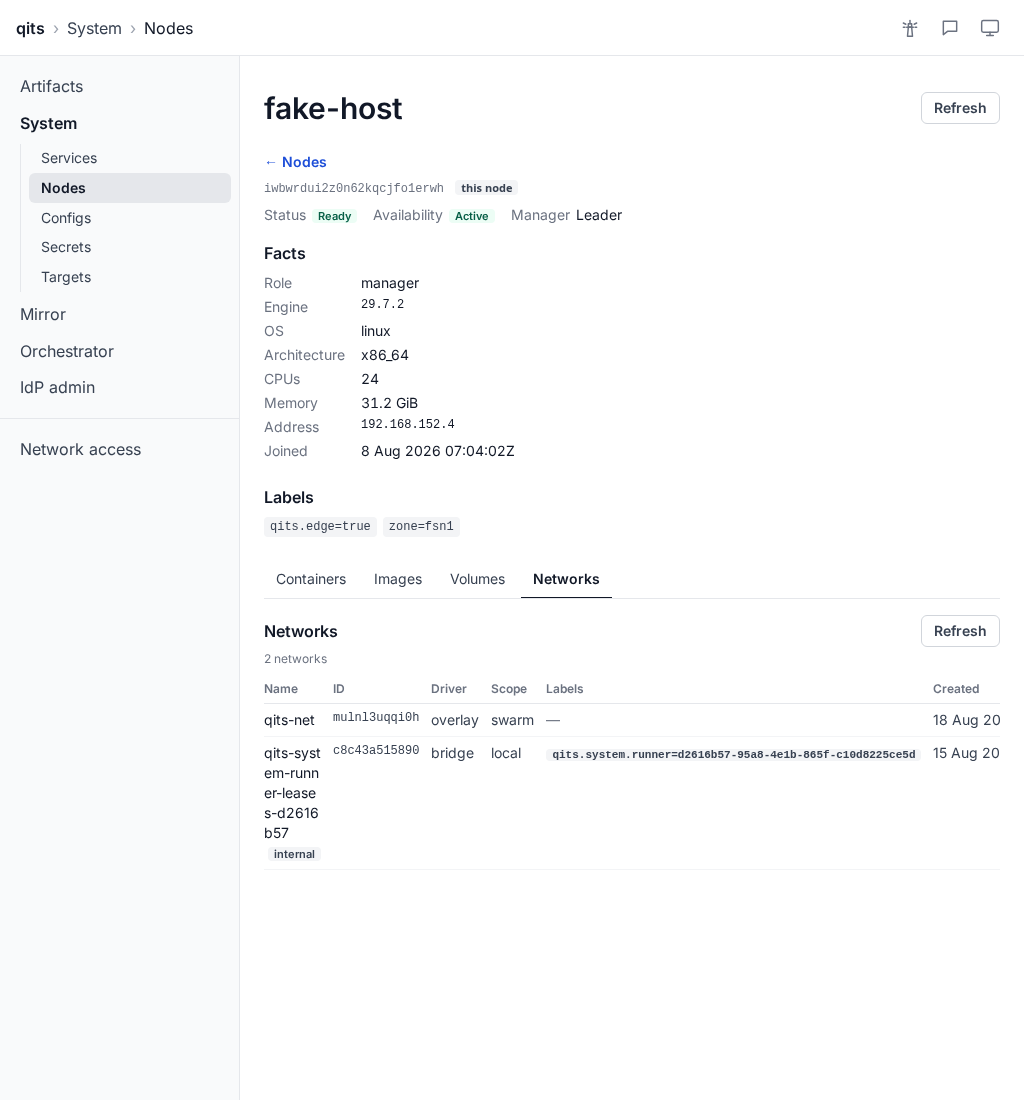 qits › System › Nodes
Artifacts
System
Services
Nodes
Configs
Secrets
Targets
Mirror
Orchestrator
IdP admin
Network access
fake-host
Refresh
← Nodes
iwbwrdui2z0n62kqcjfo1erwh this node
Status Ready Availability Active Manager Leader
Facts
Role manager
Engine 29.7.2
OS linux
Architecture x86_64
CPUs 24
Memory 31.2 GiB
Address 192.168.152.4
Joined 8 Aug 2026 07:04:02Z
Labels
qits.edge=true zone=fsn1
Containers Images Volumes Networks
Networks
Refresh
2 networks
Name ID Driver Scope Labels Created
qits-net mulnl3uqqi0h overlay swarm — 18 Aug 20
qits-syst c8c43a515890 bridge local qits.system.runner=d2616b57-95a8-4e1b-865f-c10d8225ce5d 15 Aug 20
em-runn
er-lease
s-d2616
b57
internal